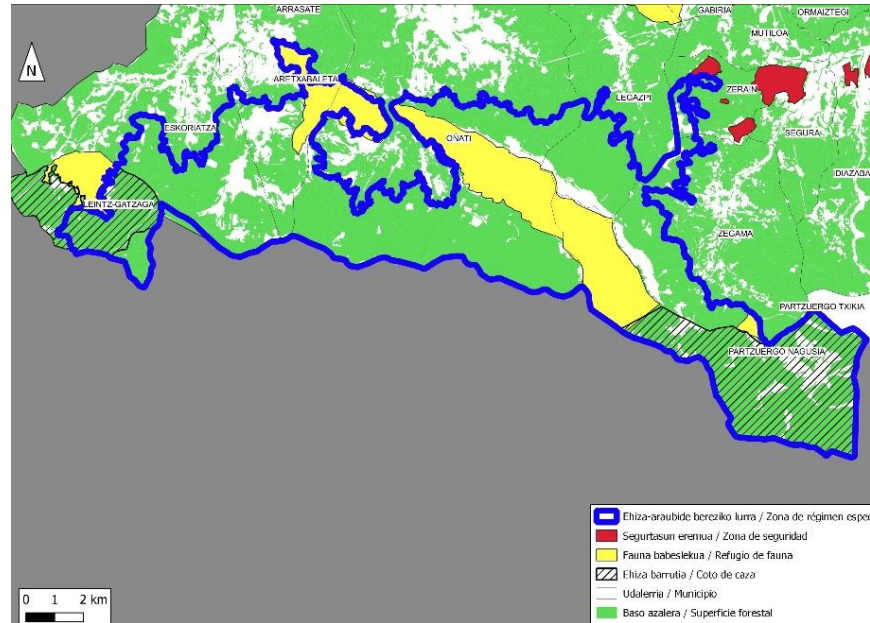 ARRASATE
GABIRIA
ORMAIZTEGI
MUTILOA
N
ARETXABALETA
ZERAIN
LEGAZPI
ESKORIATZA
SEGURA
OÑATI
DIAZABA
LEINTZ-GATZAGA
ZEGAMA
PARTZUERGO TXIKIA
PARTZUERGO NAGUSIA
Ehiza-araubide bereziko lurra / Zona de régimen espec
Segurtasun eremua / Zona de seguridad
Fauna babeslekua / Refugio de fauna
Ehiza barrutia / Coto de caza
Udalerria / Municipio
Baso azalera / Superficie forestal
0 1 2 km